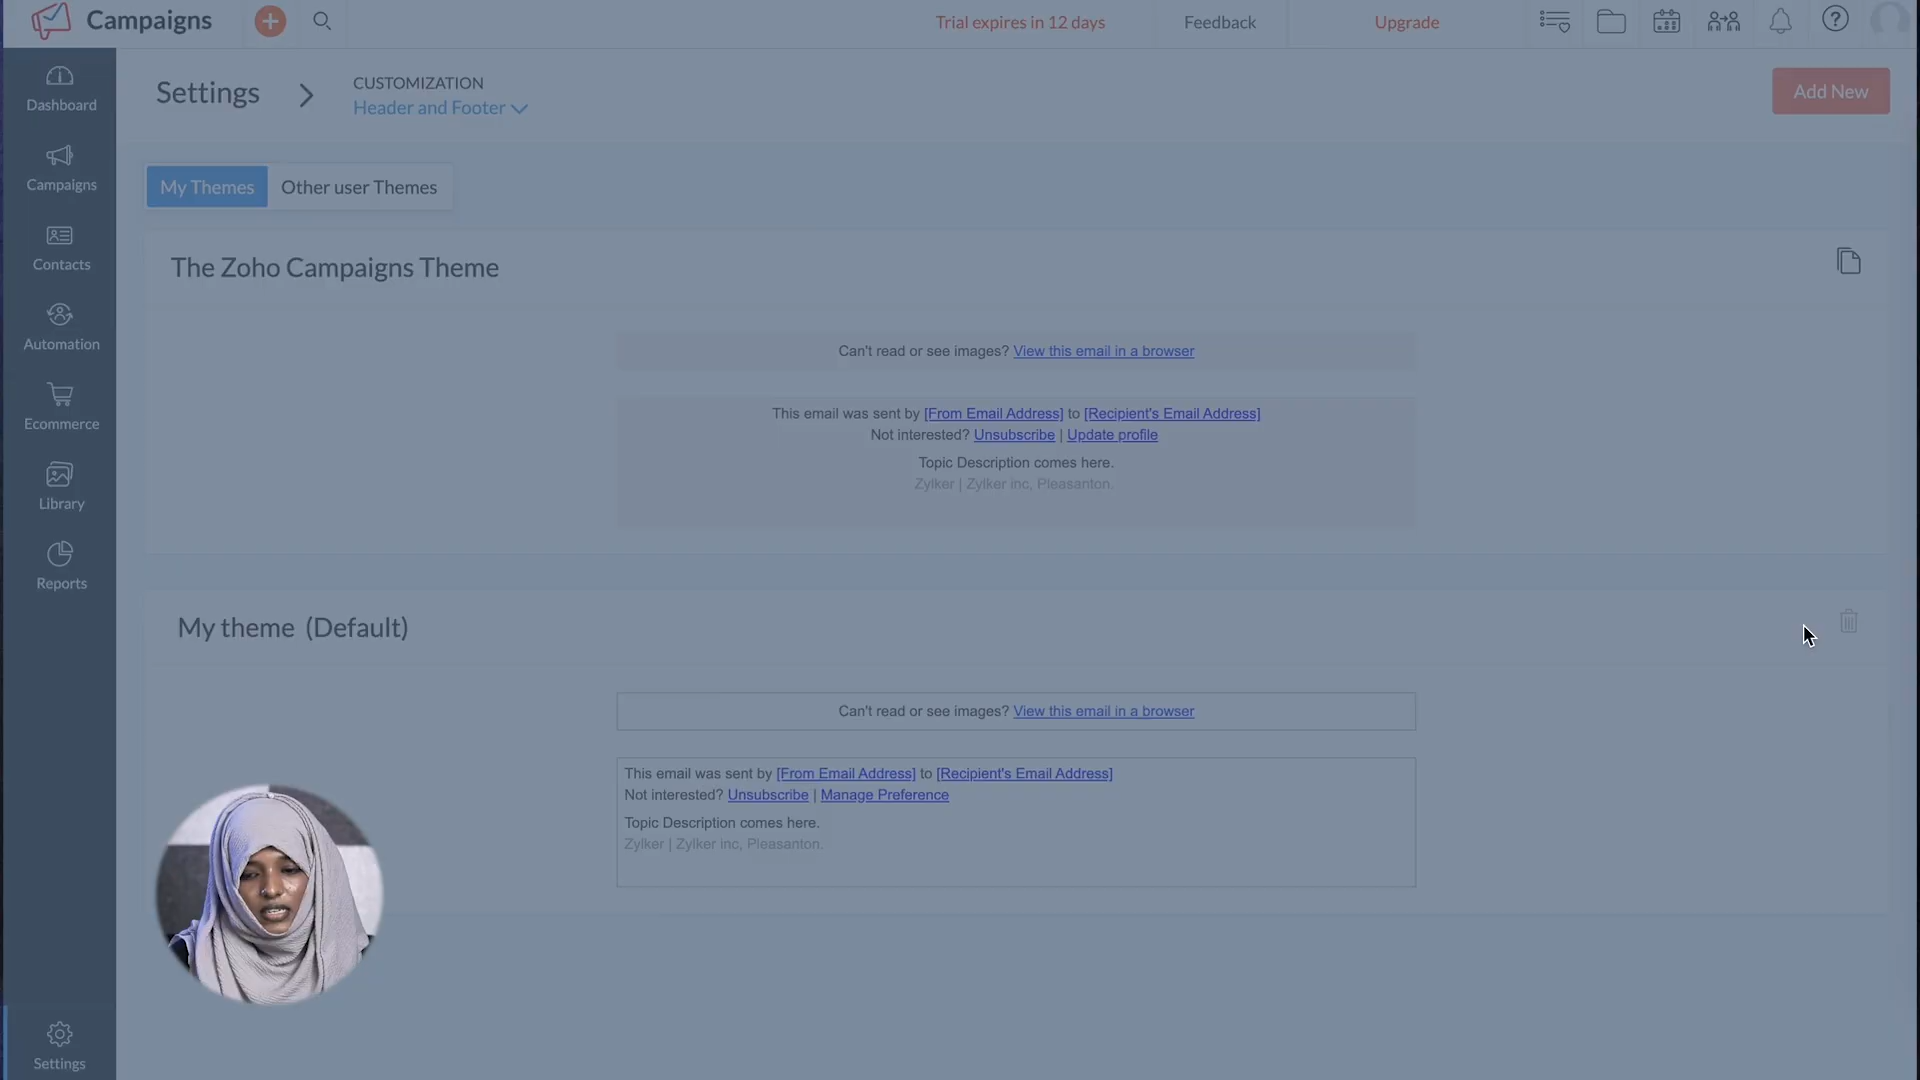 Campaigns
Trial expires in 12 days
Feedback
Upgrade
Dashboard
Campaigns
Contacts
Automation
Ecommerce
Library
Reports
Settings
Settings
CUSTOMIZATION
Header and Footer
Add New
My Themes
Other user Themes
The Zoho Campaigns Theme
Can't read or see images? View this email in a browser
This email was sent by [From Email Address] to [Recipient's Email Address]
Not interested? Unsubscribe | Update profile
Topic Description comes here.
Zylker | Zylker inc, Pleasanton.
My theme (Default)
Can't read or see images? View this email in a browser
This email was sent by [From Email Address] to [Recipient's Email Address]
Not interested? Unsubscribe | Manage Preference
Topic Description comes here.
Zylker | Zylker inc, Pleasanton.